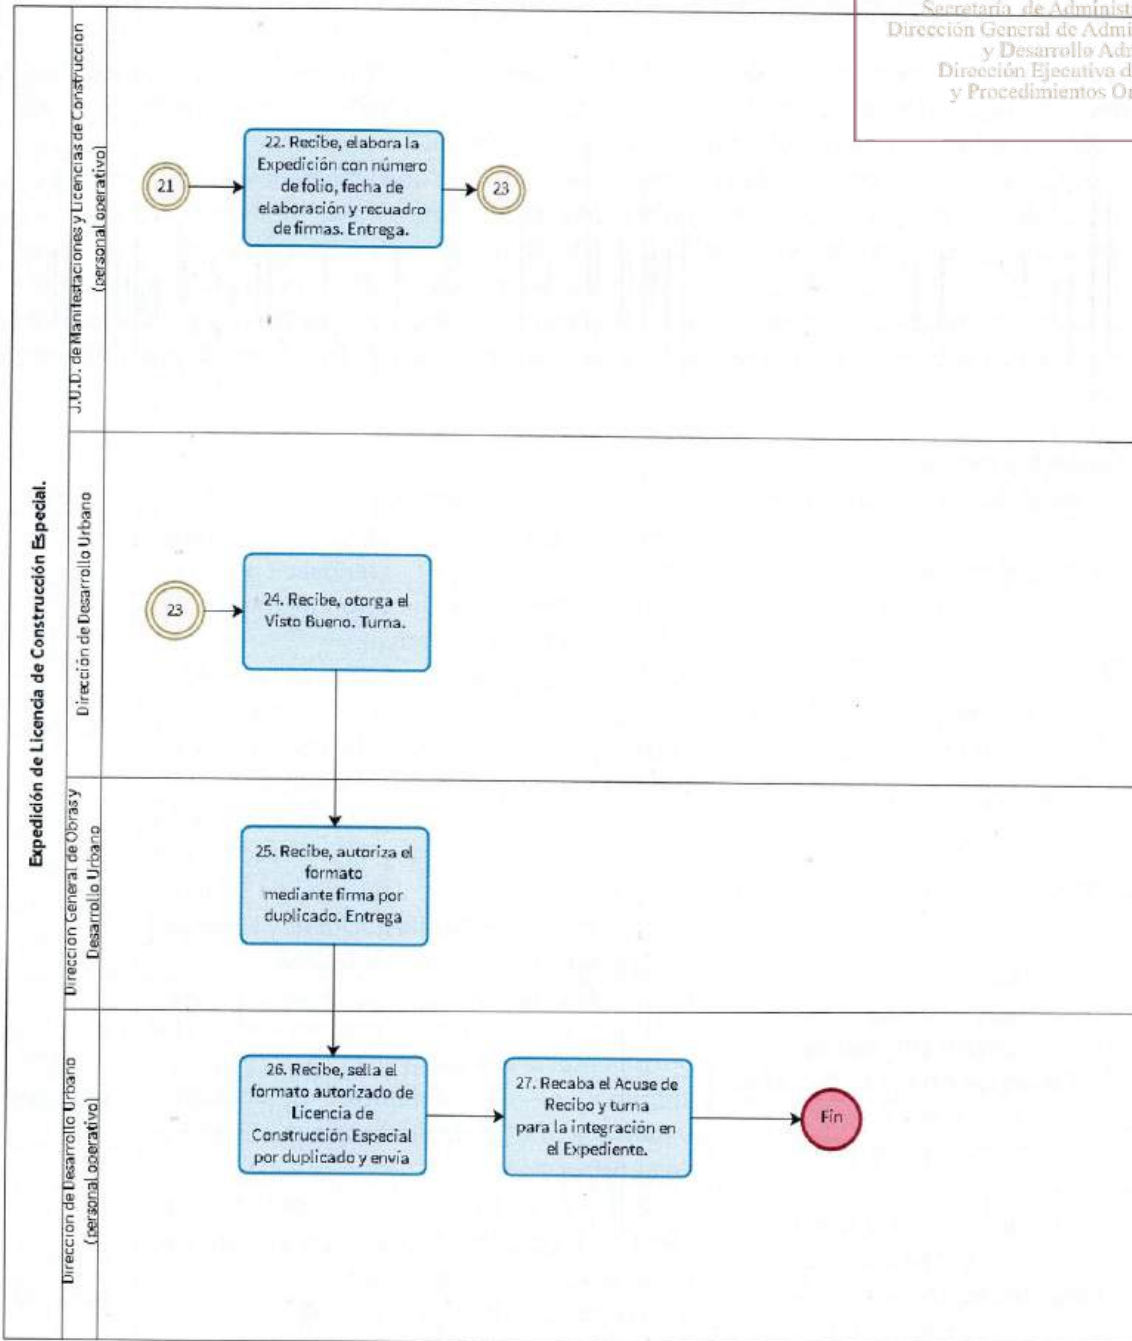 Secretaría de Administ
Dirección General de Admi
y Desarrollo Adm
Dirección Ejecutiva d
y Procedimientos Or
Expedición de Licencia de Construcción Especial.
J.U.D. de Manifestaciones y Licencias de Construcción
(personal operativo)
21
22. Recibe, elabora la
Expedición con número
de folio, fecha de
elaboración y recuadro
de firmas. Entrega.
23
Dirección de Desarrollo Urbano
23
24. Recibe, otorga el
Visto Bueno. Turna.
Dirección General de Obras y
Desarrollo Urbano
25. Recibe, autoriza el
formato
mediante firma por
duplicado. Entrega
Dirección de Desarrollo Urbano
(personal operativo)
26. Recibe, sella el
formato autorizado de
Licencia de
Construcción Especial
por duplicado y envía
27. Recaba el Acuse de
Recibo y turna
para la integración en
el Expediente.
Fin